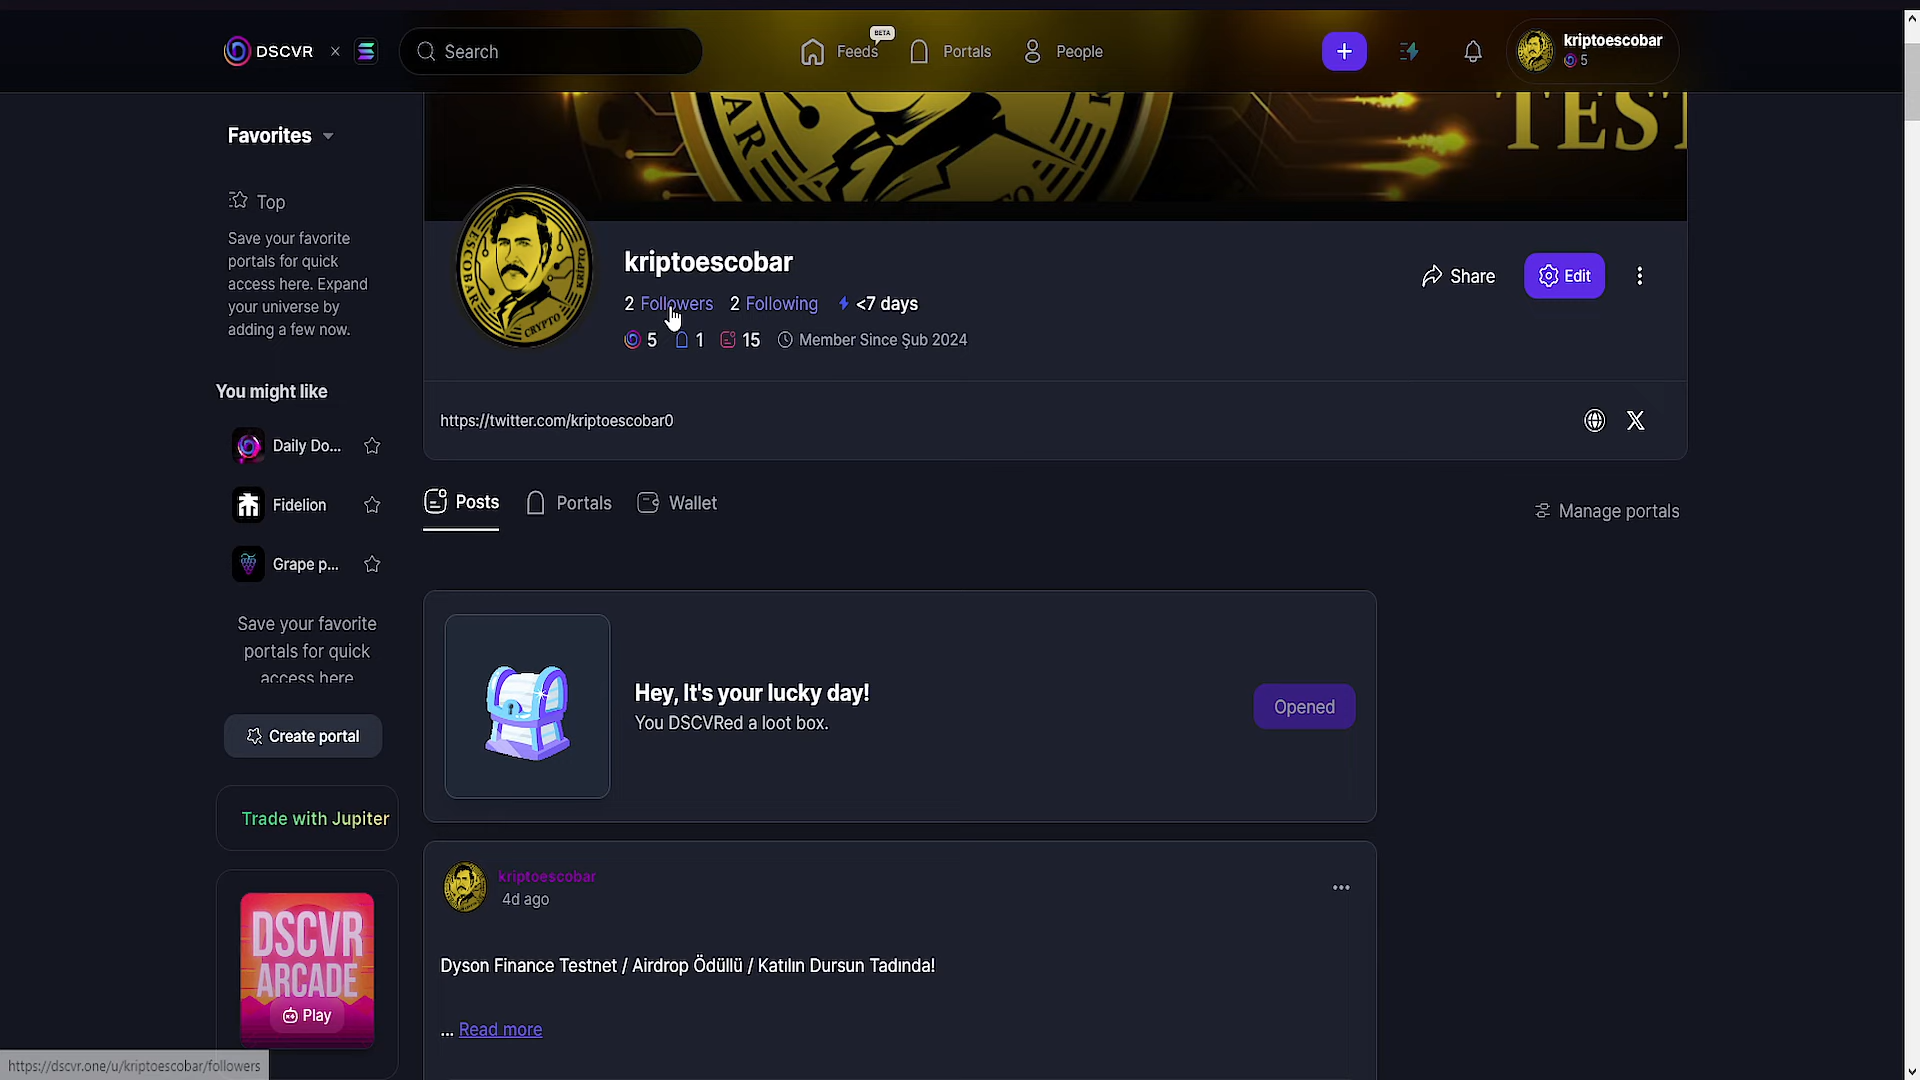 DSCVR
Search
Feeds
BETA
Portals
People
kriptoescobar
5
Favorites
Top
Save your favorite
portals for quick
access here. Expand
your universe by
adding a few now.
You might like
Daily Do...
Fidelion
Grape p...
Save your favorite
portals for quick
access here
Create portal
Trade with Jupiter
DSCVR
ARCADE
Play
TEST
ESCOBAR
KRIPTO
CRYPTO
kriptoescobar
2 Followers 2 Following <7 days
5 1 15 Member Since Şub 2024
Share
Edit
https://twitter.com/kriptoescobar0
Posts
Portals
Wallet
Manage portals
Hey, It's your lucky day!
You DSCVRed a loot box.
Opened
kriptoescobar
4d ago
Dyson Finance Testnet / Airdrop Ödüllü / Katılın Dursun Tadında!
... Read more
https://dscvr.one/u/kriptoescobar/followers